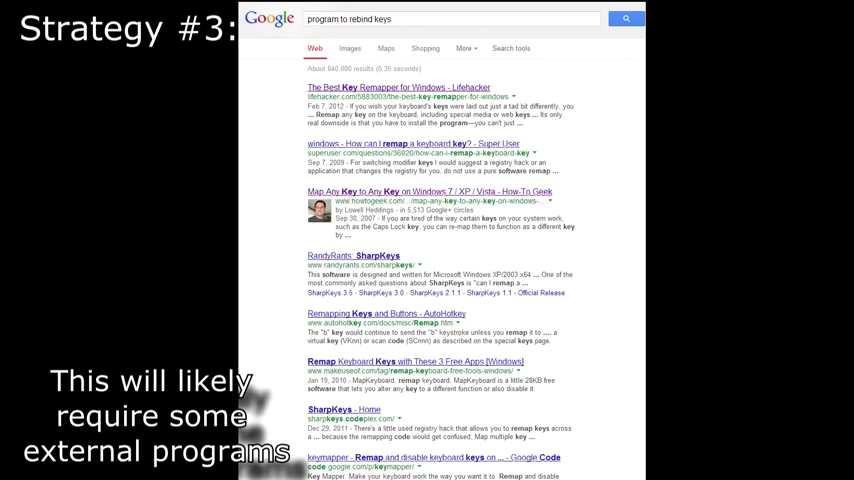 Strategy #3:
Google
program to rebind keys
Web Images Maps Shopping More Search tools
About 640,000 results (0.35 seconds)
The Best Key Remapper for Windows - Lifehacker
lifehacker.com/5883003/the-best-key-remapper-for-windows
Feb 7, 2012 - If you wish your keyboard's keys were laid out just a tad bit differently, you
... Remap any key on the keyboard, including special media or web keys ... Its only
real downside is that you have to install the program—you can't just ...
windows - How can I remap a keyboard key? - Super User
superuser.com/questions/36920/how-can-i-remap-a-keyboard-key
Sep 7, 2009 - For switching modifier keys I would suggest a registry hack or an
application that changes the registry for you, do not use a pure software remap ...
Map Any Key to Any Key on Windows 7 / XP / Vista - How-To Geek
www.howtogeek.com/.../map-any-key-to-any-key-on-windows-...
by Lowell Heddings - in 5,513 Google+ circles
Sep 30, 2007 - If you are tired of the way certain keys on your system work,
such as the Caps Lock key, you can re-map them to function as a different key
by ...
RandyRants: SharpKeys
www.randyrants.com/sharpkeys/
This software is designed and written for Microsoft Windows XP/2003 x64 ... One of the
most commonly asked questions about SharpKeys is "can I remap a ...
SharpKeys 3.5 - SharpKeys 3.0 - SharpKeys 2.1.1 - SharpKeys 1.1 - Official Release
Remapping Keys and Buttons - AutoHotkey
www.autohotkey.com/docs/misc/Remap.htm
The "b" key would continue to send the "b" keystroke unless you remap it to .... a
virtual key (VKnn) or scan code (SCnnn) as described on the special keys page.
Remap Keyboard Keys with These 3 Free Apps [Windows]
www.makeuseof.com/tag/remap-keyboard-free-tools-windows/
Jan 19, 2010 - MapKeyboard. remap keyboard. MapKeyboard is a little 28KB free
software that lets you alter any key to a different function or also disable it.
SharpKeys - Home
sharpkeys.codeplex.com/
Dec 29, 2011 - There's a little used registry hack that allows you to remap keys across
a ... because the remapping code would get confused; Map multiple key ...
keymapper - Remap and disable keyboard keys on ... - Google Code
code.google.com/p/keymapper/
Key Mapper. Make your keyboard work the way you want it to. Remap and disable
This will likely
require some
external programs